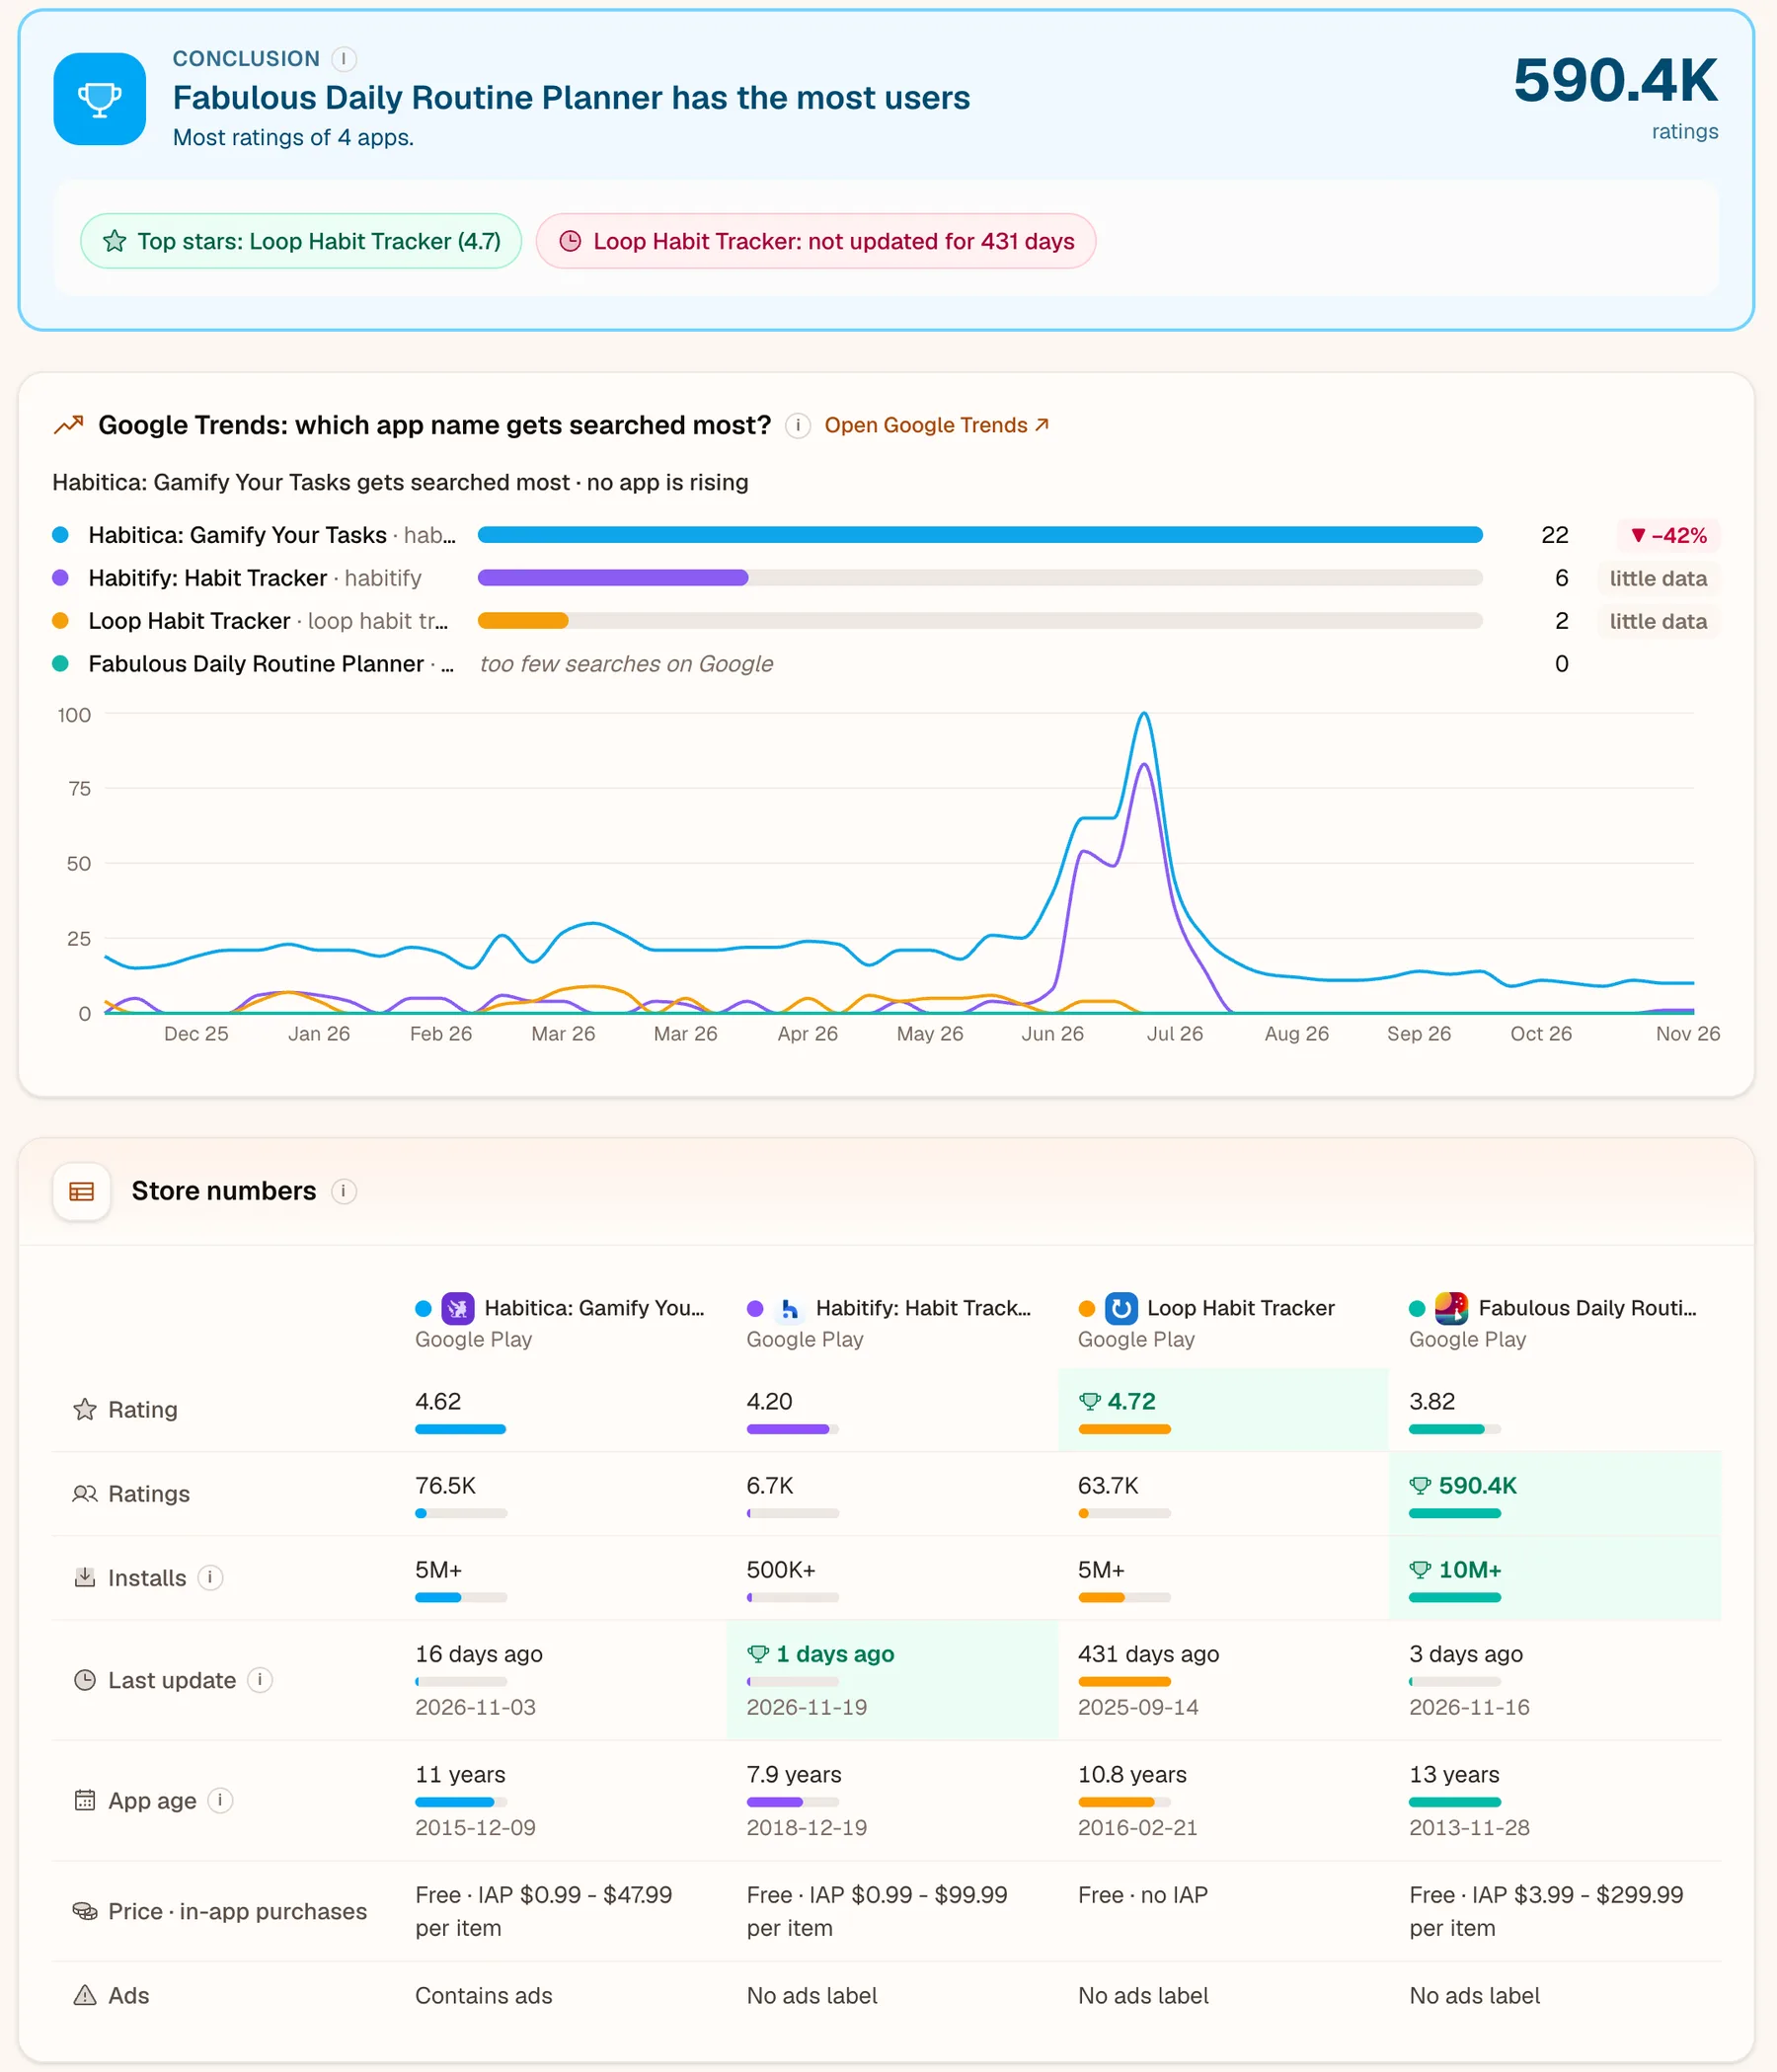 CONCLUSION i
Fabulous Daily Routine Planner has the most users
Most ratings of 4 apps.
590.4K
ratings
Top stars: Loop Habit Tracker (4.7)
Loop Habit Tracker: not updated for 431 days
Google Trends: which app name gets searched most? i Open Google Trends ↗
Habitica: Gamify Your Tasks gets searched most · no app is rising
Habitica: Gamify Your Tasks · hab... 22 ▼ –42%
Habitify: Habit Tracker · habitify 6 little data
Loop Habit Tracker · loop habit tr... 2 little data
Fabulous Daily Routine Planner · ... too few searches on Google 0
100
75
50
25
0
Dec 25 Jan 26 Feb 26 Mar 26 Mar 26 Apr 26 May 26 Jun 26 Jul 26 Aug 26 Sep 26 Oct 26 Nov 26
Store numbers i
Habitica: Gamify You... Habitify: Habit Track... Loop Habit Tracker Fabulous Daily Routi...
Google Play Google Play Google Play Google Play
Rating 4.62 4.20 4.72 3.82
Ratings 76.5K 6.7K 63.7K 590.4K
Installs i 5M+ 500K+ 5M+ 10M+
Last update i 16 days ago 1 days ago 431 days ago 3 days ago
2026-11-03 2026-11-19 2025-09-14 2026-11-16
App age i 11 years 7.9 years 10.8 years 13 years
2015-12-09 2018-12-19 2016-02-21 2013-11-28
Price · in-app purchases Free · IAP $0.99 - $47.99 Free · IAP $0.99 - $99.99 Free · no IAP Free · IAP $3.99 - $299.99
per item per item per item
Ads Contains ads No ads label No ads label No ads label